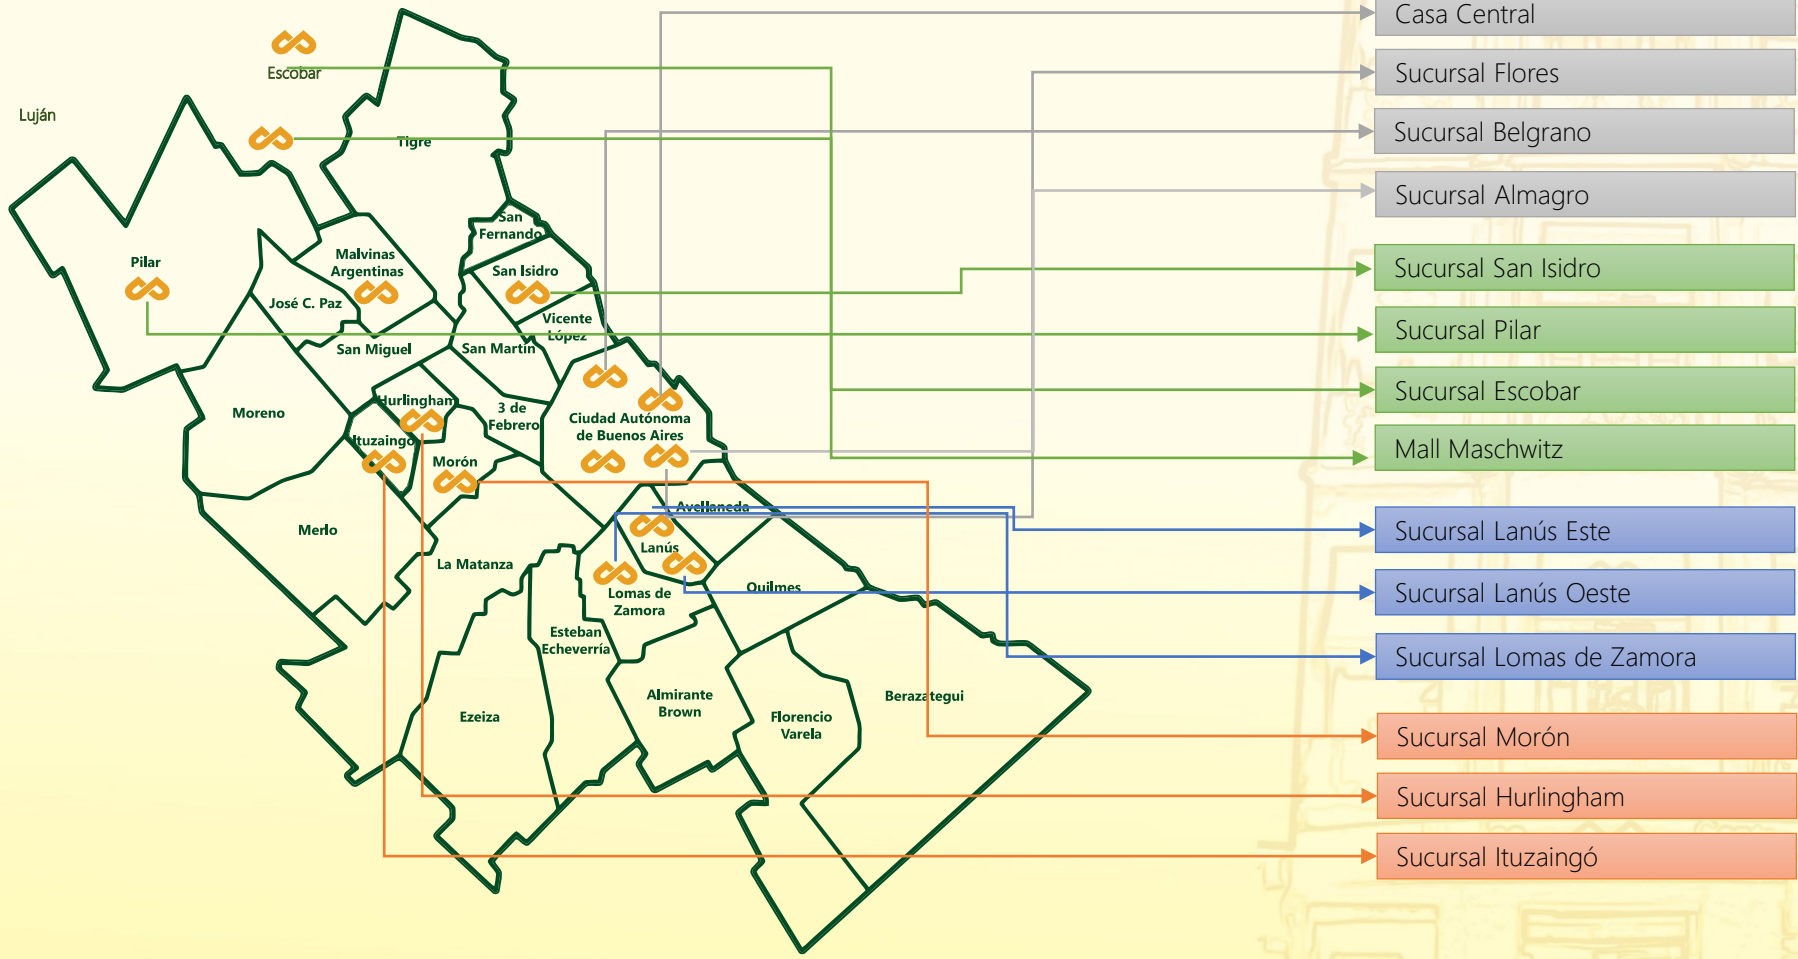 Escobar
Luján
Tigre
San
Fernando
Pilar
Malvinas
Argentinas
San Isidro
José C. Paz
Vicente
López
San Miguel
San Martín
Hurlingham
3 de
Febrero
Moreno
Ciudad Autónoma
de Buenos Aires
Ituzaingo
Morón
Avellaneda
Merlo
Lanús
La Matanza
Quilmes
Lomas de
Zamora
Esteban
Echeverría
Almirante
Brown
Berazategui
Ezeiza
Florencio
Varela
Casa Central
Sucursal Flores
Sucursal Belgrano
Sucursal Almagro
Sucursal San Isidro
Sucursal Pilar
Sucursal Escobar
Mall Maschwitz
Sucursal Lanús Este
Sucursal Lanús Oeste
Sucursal Lomas de Zamora
Sucursal Morón
Sucursal Hurlingham
Sucursal Ituzaingó